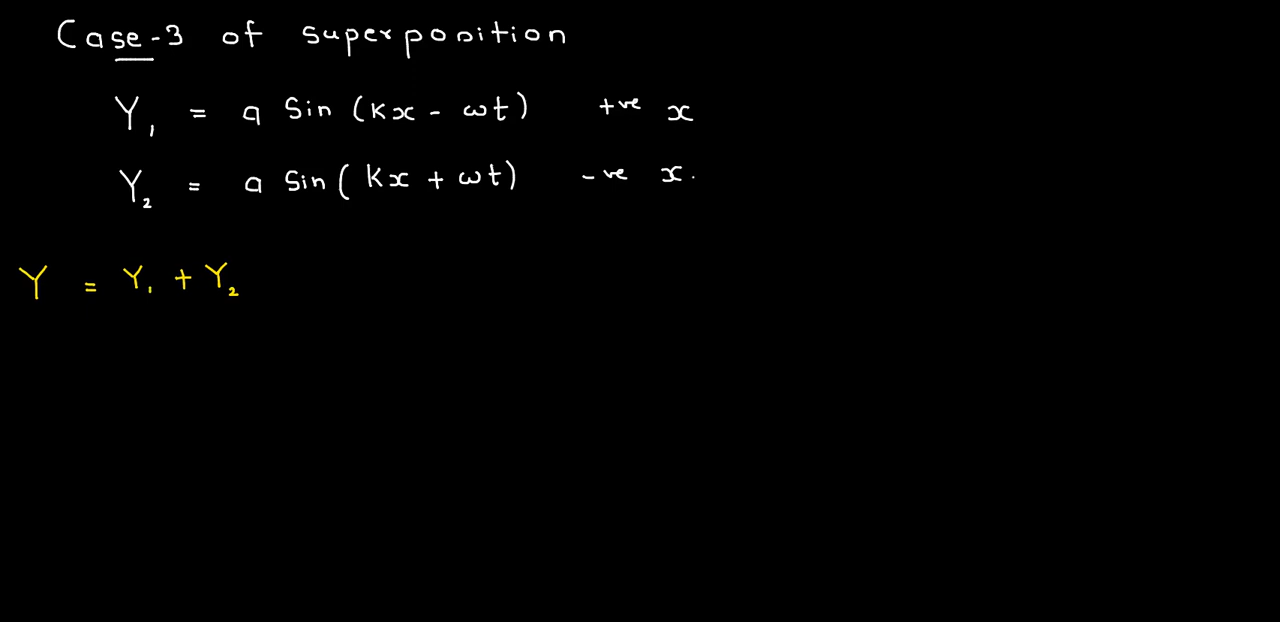 Case-3 of superposition
Y₁ = a Sin (Kx - ωt) +ve x
Y₂ = a Sin( Kx + ωt) -ve x.
Y = Y₁ + Y₂